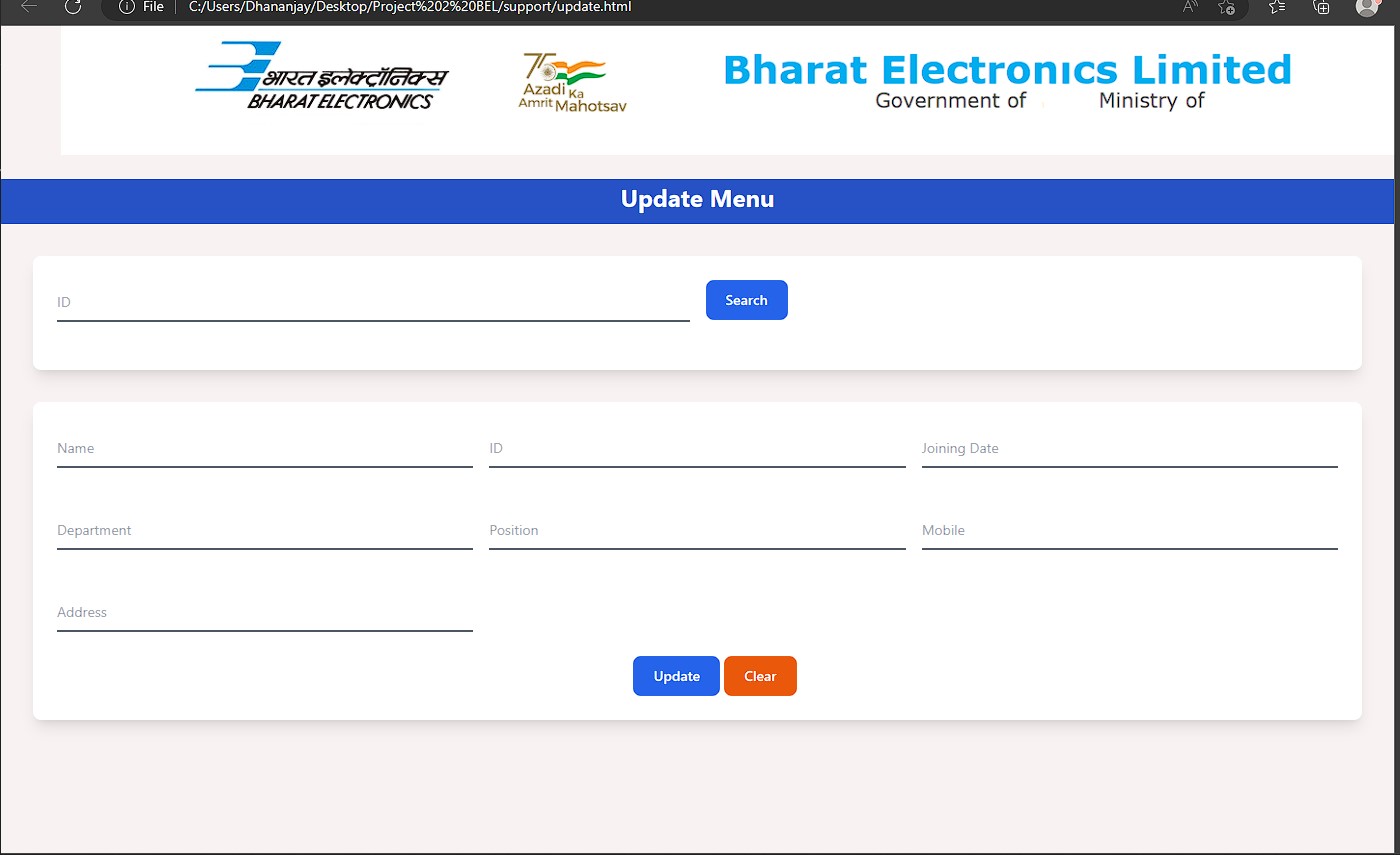 File C:/Users/Dhananjay/Desktop/Project%202%20BEL/support/update.html
भारत इलेक्ट्रॉनिक्स
BHARAT ELECTRONICS
75
Azadi Ka
Amrit Mahotsav
Bharat Electronıcs Limited
Government of Ministry of
Update Menu
ID
Search
Name ID Joining Date
Department Position Mobile
Address
Update Clear